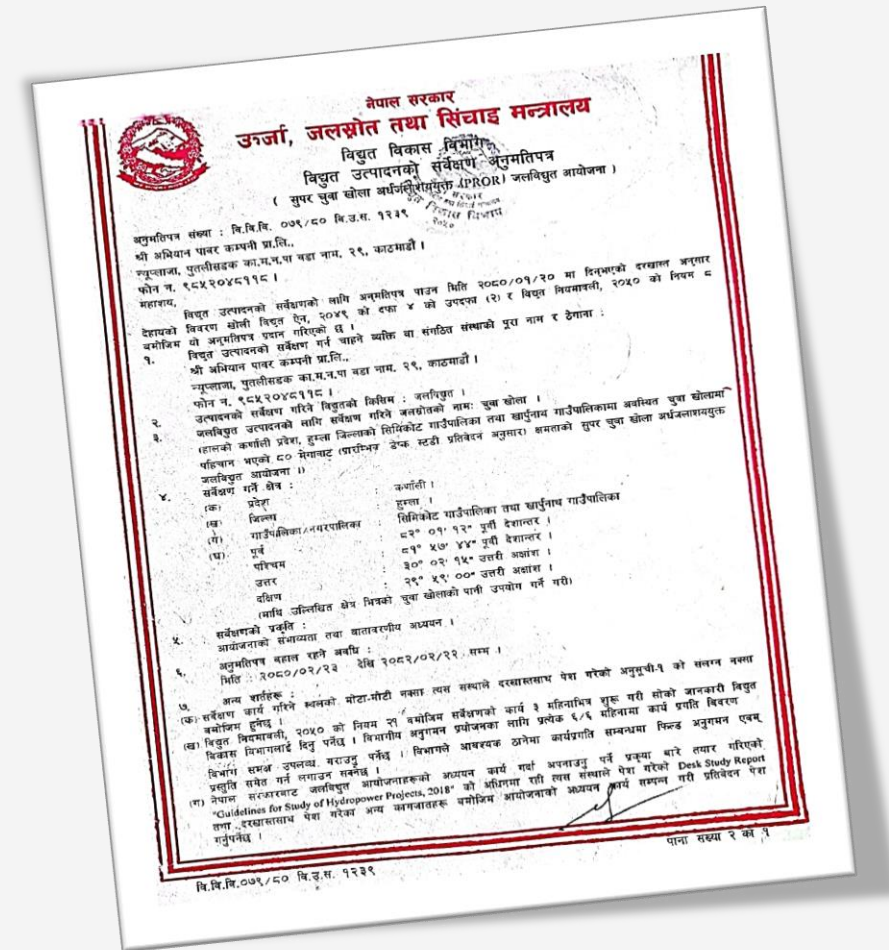 नेपाल सरकार
उर्जा, जलस्रोत तथा सिंचाइ मन्त्रालय
विद्युत विकास विभाग
विद्युत उत्पादनको सर्वेक्षण अनुमतिपत्र
( सुपर चुवा खोला अर्धजलाशययुक्त (PROR) जलविद्युत आयोजना )
अनुमतिपत्र संख्या : वि.वि.वि. ०७९/८० वि.उ.स. १२३९
श्री अभियान पावर कम्पनी प्रा.लि.,
न्यूप्लाजा, पुतलीसडक का.म.न.पा वडा नाम. २९, काठमाडौं ।
फोन न. ९८५२०४८११८ ।
महाशय,
विद्युत उत्पादनको सर्वेक्षणको लागि अनुमतिपत्र पाउन मिति २०८०/०१/२० मा दिनुभएको दरखास्त अनुसार
देहायको विवरण खोली विद्युत ऐन, २०४९ को दफा ४ को उपदफा (२) र विद्युत नियमावली, २०५० को नियम ८
बमोजिम यो अनुमतिपत्र प्रदान गरिएको छ ।
१. विद्युत उत्पादनको सर्वेक्षण गर्न चाहने व्यक्ति वा संगठित संस्थाको पूरा नाम र ठेगाना :
श्री अभियान पावर कम्पनी प्रा.लि.,
न्यूप्लाजा, पुतलीसडक का.म.न.पा वडा नाम. २९, काठमाडौं ।
फोन न. ९८५२०४८११८ ।
२. उत्पादनको सर्वेक्षण गरिने विद्युतको किसिम : जलविद्युत ।
३. जलविद्युत उत्पादनको लागि सर्वेक्षण गरिने जलस्रोतको नामः चुवा खोला ।
(हालको कर्णाली प्रदेश, हुम्ला जिल्लाको सिमिकोट गाउँपालिका तथा खार्पुनाथ गाउँपालिकामा अवस्थित चुवा खोलामा
पहिचान भएको ८० मेगावाट (प्रारम्भिक डेष्क स्टडी प्रतिवेदन अनुसार) क्षमताको सुपर चुवा खोला अर्धजलाशययुक्त
जलविद्युत आयोजना ।)
४. सर्वेक्षण गर्ने क्षेत्र :
(क) प्रदेश : कर्णाली ।
(ख) जिल्ला : हुम्ला ।
(ग) गाउँपालिका/नगरपालिका : सिमिकोट गाउँपालिका तथा खार्पुनाथ गाउँपालिका
(घ) पूर्व : ८२° ०१' १२" पूर्वी देशान्तर ।
पश्चिम : ८१° ५७' ४४" पूर्वी देशान्तर ।
उत्तर : ३०° ०२' १५" उत्तरी अक्षांश ।
दक्षिण : २९° ५९' ००" उत्तरी अक्षांश ।
(माथि उल्लिखित क्षेत्र भित्रको चुवा खोलाको पानी उपयोग गर्ने गरी)
५. सर्वेक्षणको प्रकृति :
आयोजनाको संभाव्यता तथा वातावरणीय अध्ययन ।
६. अनुमतिपत्र बहाल रहने अवधि :
मिति : २०८०/०२/२३ देखि २०८२/०२/२२ सम्म ।
७. अन्य शर्तहरू :
(क) सर्वेक्षण कार्य गरिने स्थलको मोटा-मोटी नक्सा त्यस संस्थाले दरखास्तसाथ पेश गरेको अनुसूची-१ को संलग्न नक्सा
बमोजिम हुनेछ ।
(ख) विद्युत नियमावली, २०५० को नियम २१ बमोजिम सर्वेक्षणको कार्य ३ महिनाभित्र शुरू गरी सोको जानकारी विद्युत
विकास विभागलाई दिनु पर्नेछ । विभागीय अनुगमन प्रयोजनका लागि प्रत्येक ६/६ महिनामा कार्य प्रगति विवरण
विभाग समक्ष उपलब्ध गराउनु पर्नेछ । विभागले आवश्यक ठानेमा कार्यप्रगति सम्बन्धमा फिल्ड अनुगमन एवम्
प्रस्तुति समेत गर्न लगाउन सक्नेछ ।
(ग) नेपाल सरकारबाट जलविद्युत आयोजनाहरूको अध्ययन कार्य गर्दा अपनाउनु पर्ने प्रकृया बारे तयार गरिएको
"Guidelines for Study of Hydropower Projects, 2018" को अधिनमा रही त्यस संस्थाले पेश गरेको Desk Study Report
तथा दरखास्तसाथ पेश गरेका अन्य कागजातहरू बमोजिम आयोजनाको अध्ययन कार्य सम्पन्न गरी प्रतिवेदन पेश
गर्नुपर्नेछ ।
पाना संख्या २ को १
वि.वि.वि.०७९/८० वि.उ.स. १२३९